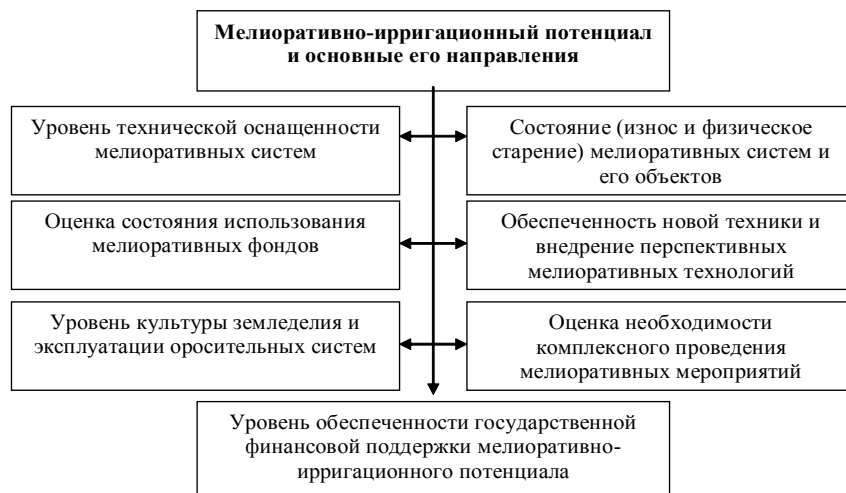 Мелиоративно-ирригационный потенциал
и основные его направления
Уровень технической оснащенности
мелиоративных систем
Состояние (износ и физическое
старение) мелиоративных систем и
его объектов
Оценка состояния использования
мелиоративных фондов
Обеспеченность новой техники и
внедрение перспективных
мелиоративных технологий
Уровень культуры земледелия и
эксплуатации оросительных систем
Оценка необходимости
комплексного проведения
мелиоративных мероприятий
Уровень обеспеченности государственной
финансовой поддержки мелиоративно-
ирригационного потенциала